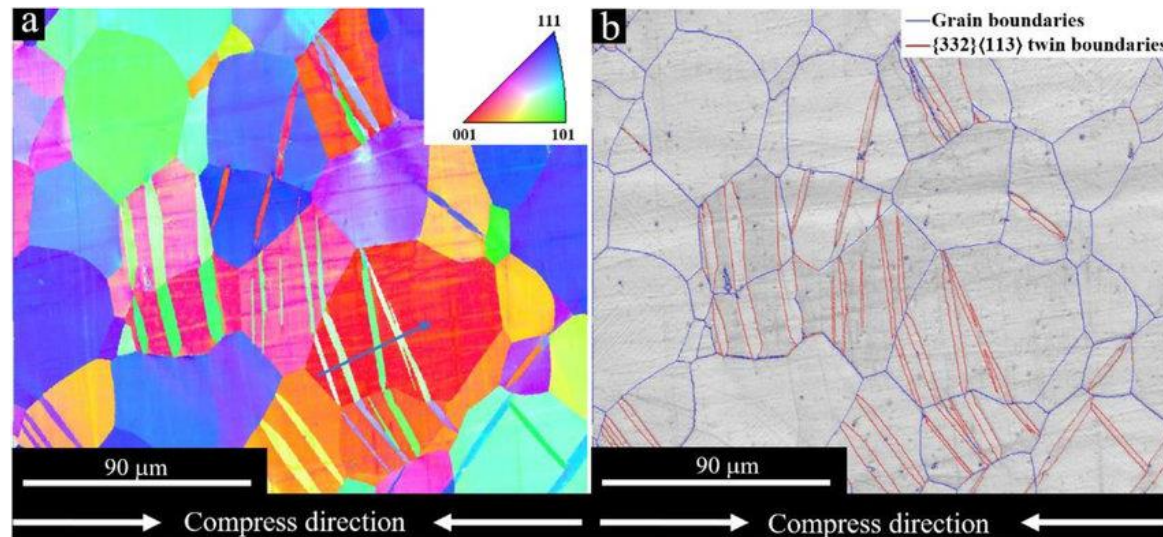 a
111
001
101
90 μm
Compress direction
b
Grain boundaries
{332}⟨113⟩ twin boundaries
90 μm
Compress direction